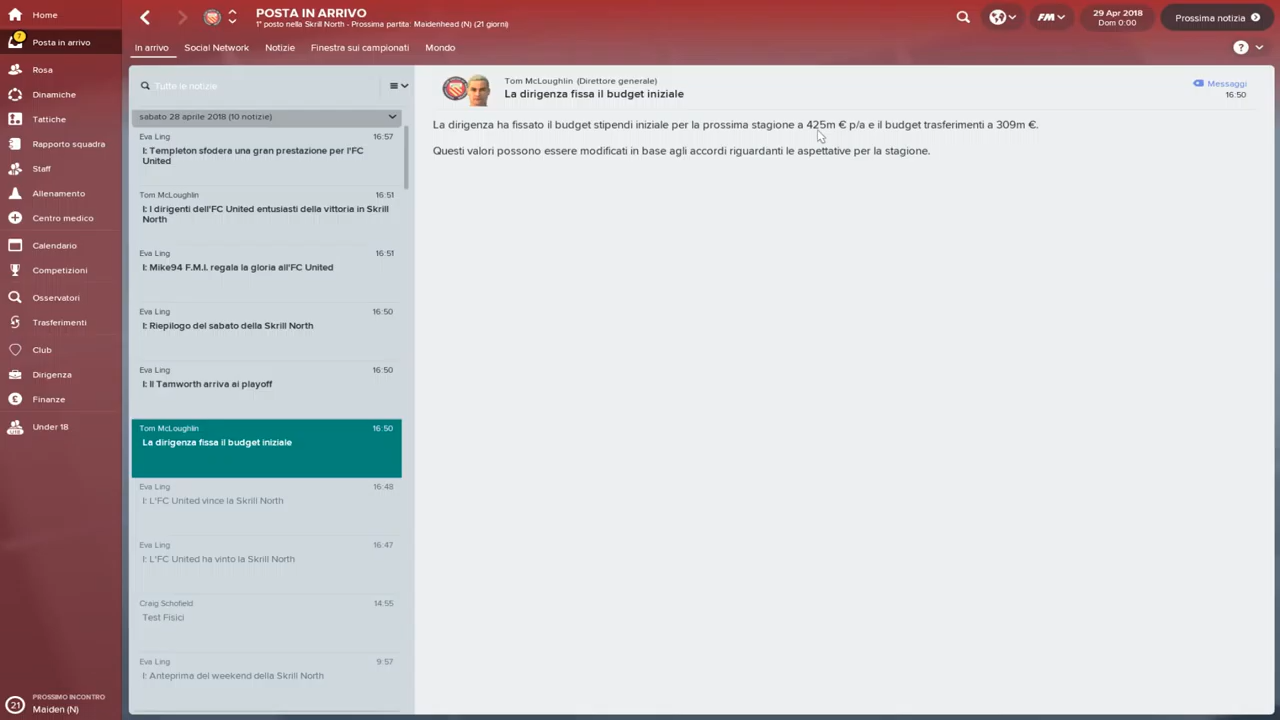 Home
7
Posta in arrivo
Rosa
Dinamiche
Tattiche
Rapporto squadra
Staff
Allenamento
Centro medico
Calendario
Competizioni
Osservatori
Trasferimenti
Club
Dirigenza
Finanze
Under 18
21
PROSSIMO INCONTRO
Maiden (N)
POSTA IN ARRIVO
1° posto nella Skrill North - Prossima partita: Maidenhead (N) (21 giorni)
FM
29 Apr 2018
Dom 0:00
Prossima notizia
In arrivo Social Network Notizie Finestra sui campionati Mondo
?
Tutte le notizie
sabato 28 aprile 2018 (10 notizie)
Eva Ling 16:57
I: Templeton sfodera una gran prestazione per l'FC
United
Tom McLoughlin 16:51
I: I dirigenti dell'FC United entusiasti della vittoria in Skrill
North
Eva Ling 16:51
I: Mike94 F.M.I. regala la gloria all'FC United
Eva Ling 16:50
I: Riepilogo del sabato della Skrill North
Eva Ling 16:50
I: Il Tamworth arriva ai playoff
Tom McLoughlin 16:50
La dirigenza fissa il budget iniziale
Eva Ling 16:48
I: L'FC United vince la Skrill North
Eva Ling 16:47
I: L'FC United ha vinto la Skrill North
Craig Schofield 14:55
Test Fisici
Eva Ling 9:57
I: Anteprima del weekend della Skrill North
Tom McLoughlin (Direttore generale)
La dirigenza fissa il budget iniziale
Messaggi
16:50
La dirigenza ha fissato il budget stipendi iniziale per la prossima stagione a 425m € p/a e il budget trasferimenti a 309m €.
Questi valori possono essere modificati in base agli accordi riguardanti le aspettative per la stagione.